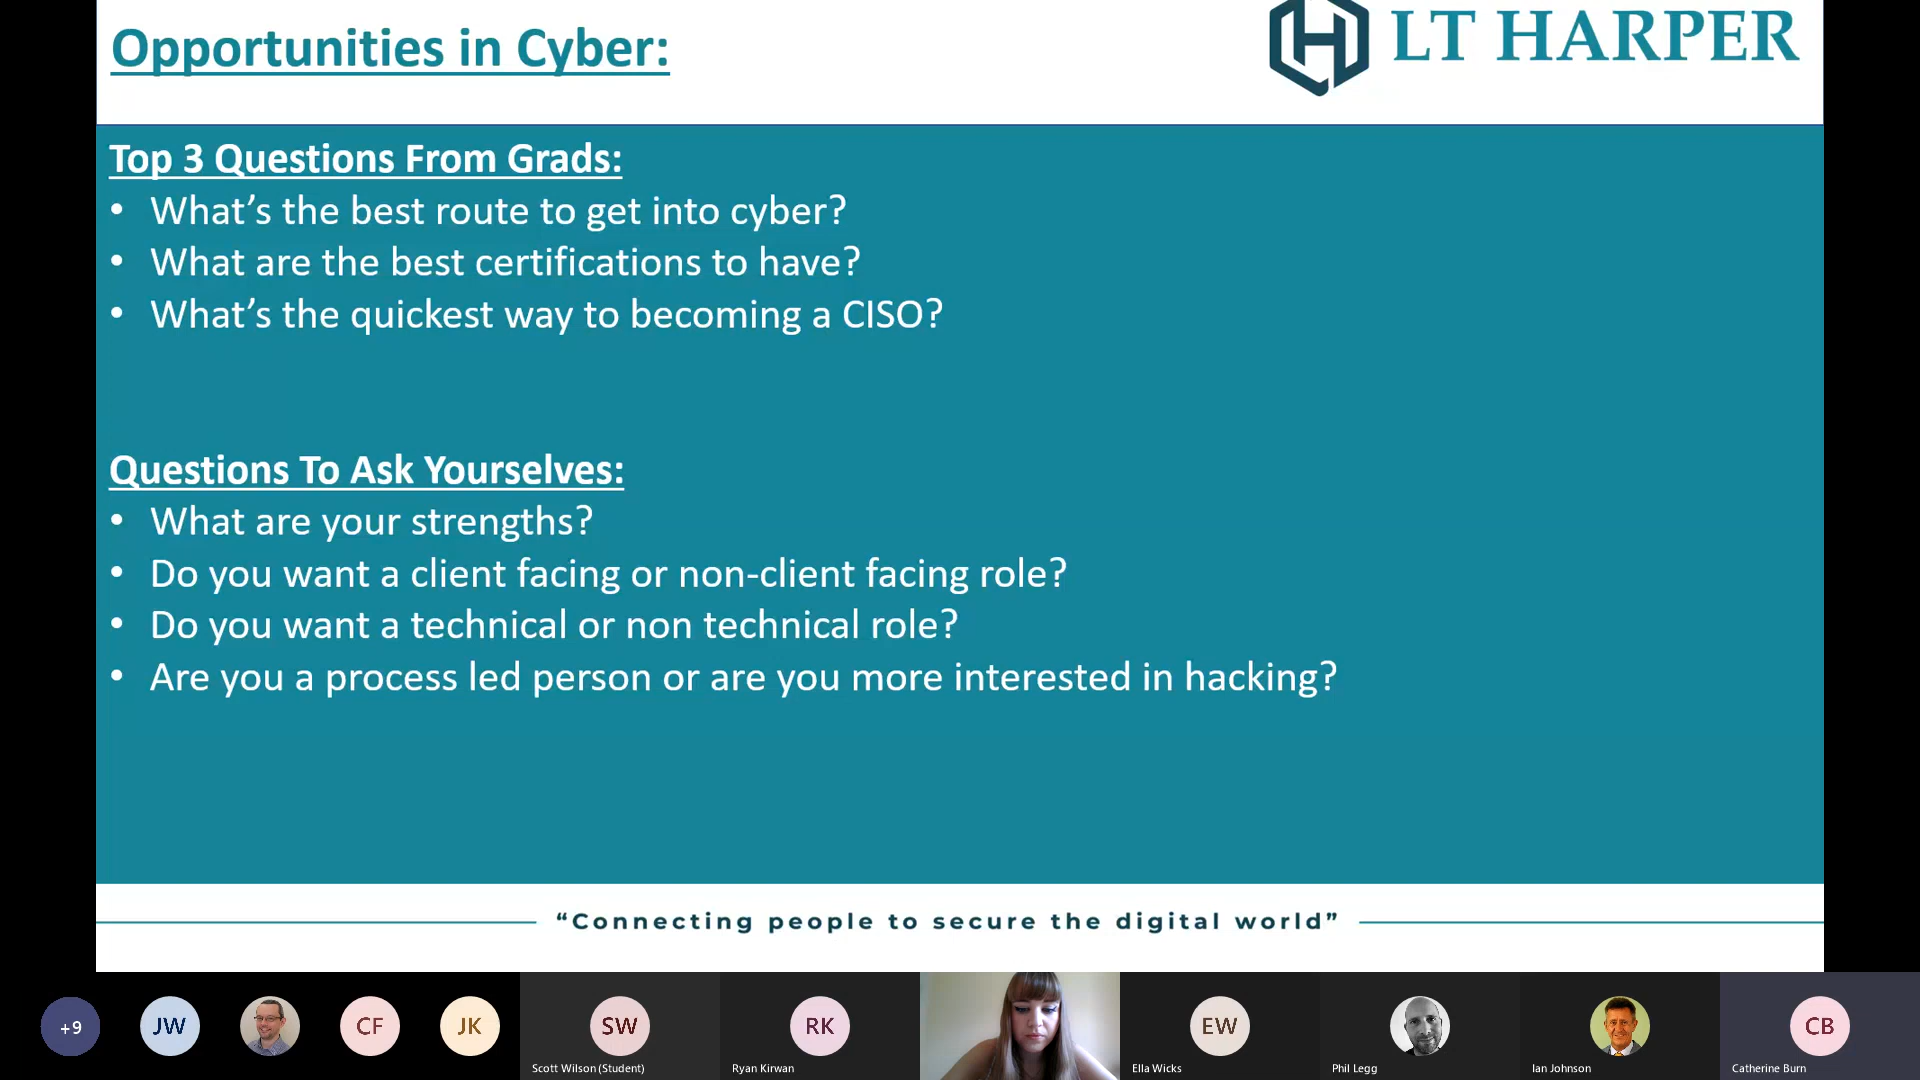 Opportunities in Cyber:
LT HARPER
Top 3 Questions From Grads:
• What’s the best route to get into cyber?
• What are the best certifications to have?
• What’s the quickest way to becoming a CISO?
Questions To Ask Yourselves:
• What are your strengths?
• Do you want a client facing or non-client facing role?
• Do you want a technical or non technical role?
• Are you a process led person or are you more interested in hacking?
“Connecting people to secure the digital world”
+9
JW
CF
JK
SW
RK
EW
CB
Scott Wilson (Student)
Ryan Kirwan
Ella Wicks
Phil Legg
Ian Johnson
Catherine Burn